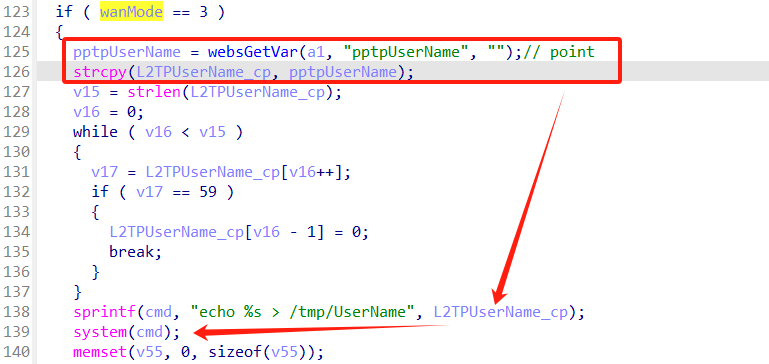 123 if ( wanMode == 3 )
124 {
125 pptpUserName = websGetVar(a1, "pptpUserName", "");// point
126 strcpy(L2TPUserName_cp, pptpUserName);
127 v15 = strlen(L2TPUserName_cp);
128 v16 = 0;
129 while ( v16 < v15 )
130 {
131 v17 = L2TPUserName_cp[v16++];
132 if ( v17 == 59 )
133 {
134 L2TPUserName_cp[v16 - 1] = 0;
135 break;
136 }
137 }
138 sprintf(cmd, "echo %s > /tmp/UserName", L2TPUserName_cp);
139 system(cmd);
140 memset(v55, 0, sizeof(v55));